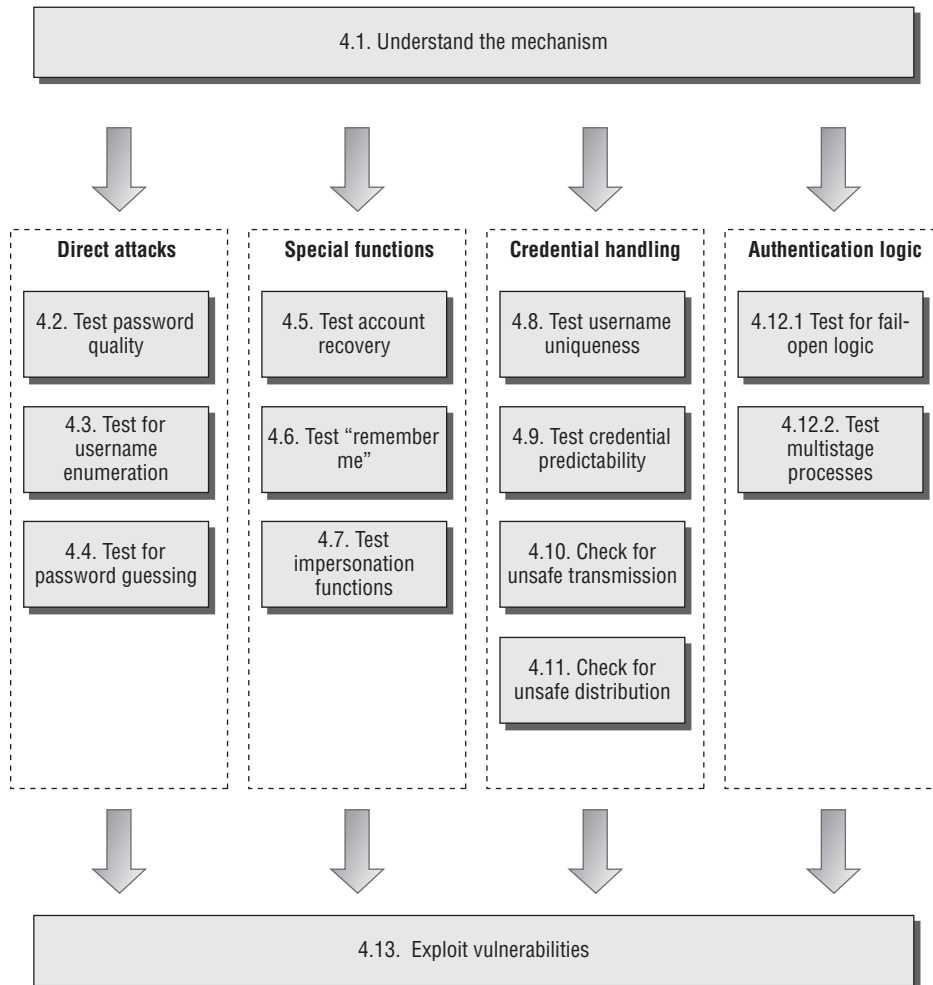 4.1. Understand the mechanism
Direct attacks
4.2. Test password
quality
4.3. Test for
username
enumeration
4.4. Test for
password guessing
Special functions
4.5. Test account
recovery
4.6. Test “remember
me”
4.7. Test
impersonation
functions
Credential handling
4.8. Test username
uniqueness
4.9. Test credential
predictability
4.10. Check for
unsafe transmission
4.11. Check for
unsafe distribution
Authentication logic
4.12.1 Test for fail-
open logic
4.12.2. Test
multistage
processes
4.13. Exploit vulnerabilities